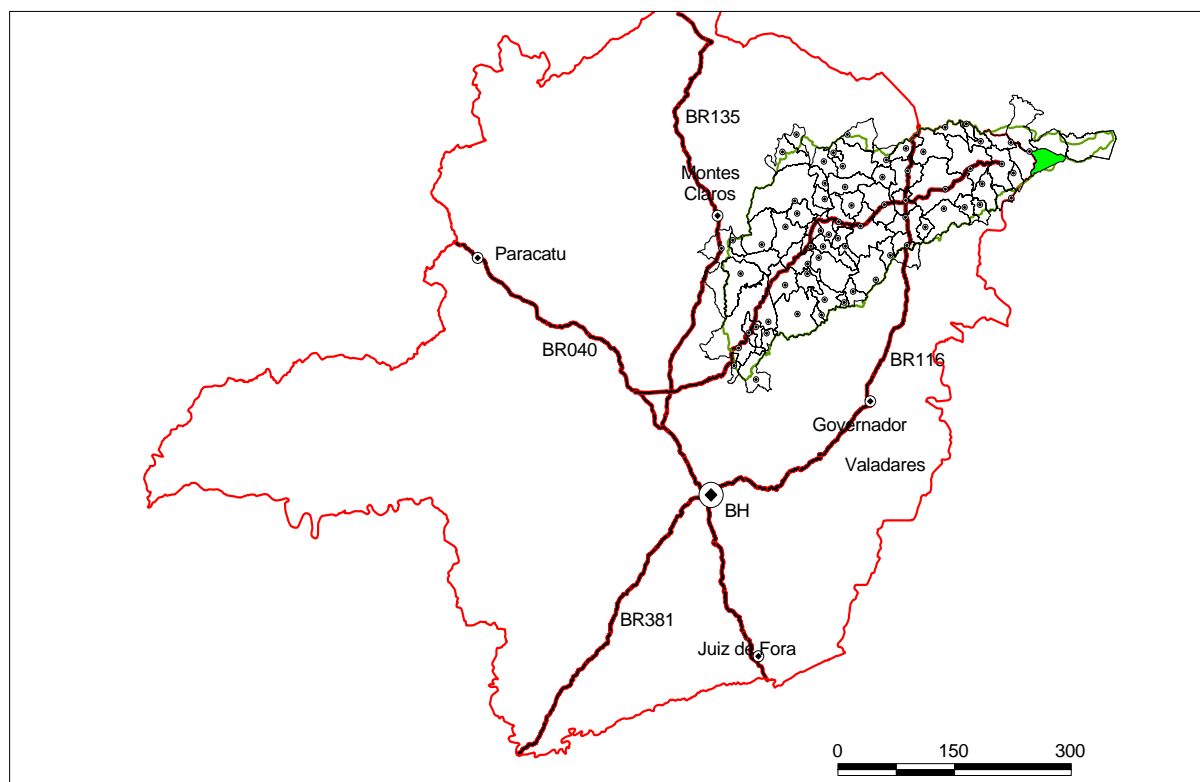 BR135
Montes
Claros
Paracatu
BR040
BR116
Governador
Valadares
BH
BR381
Juiz de Fora
0 150 300